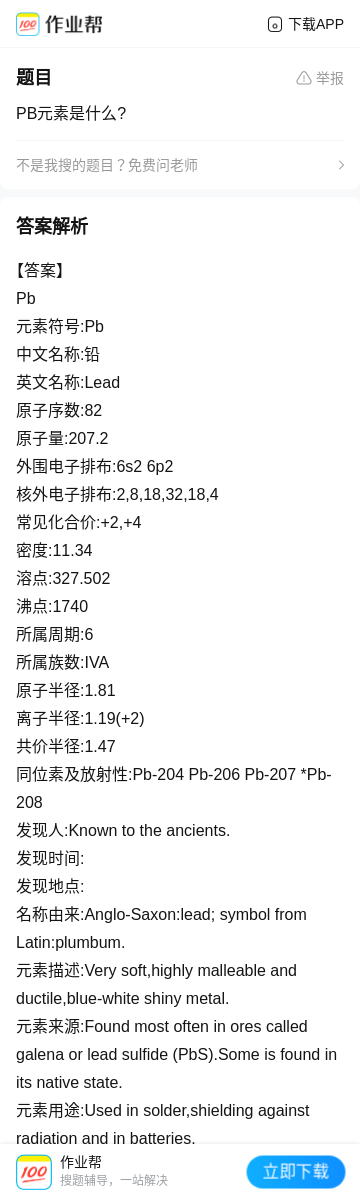 作业帮
下载APP
题目
举报
PB元素是什么?
不是我搜的题目？免费问老师
答案解析
【答案】
Pb
元素符号:Pb
中文名称:铅
英文名称:Lead
原子序数:82
原子量:207.2
外围电子排布:6s2 6p2
核外电子排布:2,8,18,32,18,4
常见化合价:+2,+4
密度:11.34
溶点:327.502
沸点:1740
所属周期:6
所属族数:IVA
原子半径:1.81
离子半径:1.19(+2)
共价半径:1.47
同位素及放射性:Pb-204 Pb-206 Pb-207 *Pb-
208
发现人:Known to the ancients.
发现时间:
发现地点:
名称由来:Anglo-Saxon:lead; symbol from
Latin:plumbum.
元素描述:Very soft,highly malleable and
ductile,blue-white shiny metal.
元素来源:Found most often in ores called
galena or lead sulfide (PbS).Some is found in
its native state.
元素用途:Used in solder,shielding against
radiation and in batteries.
100
作业帮
搜题辅导，一站解决
立即下载